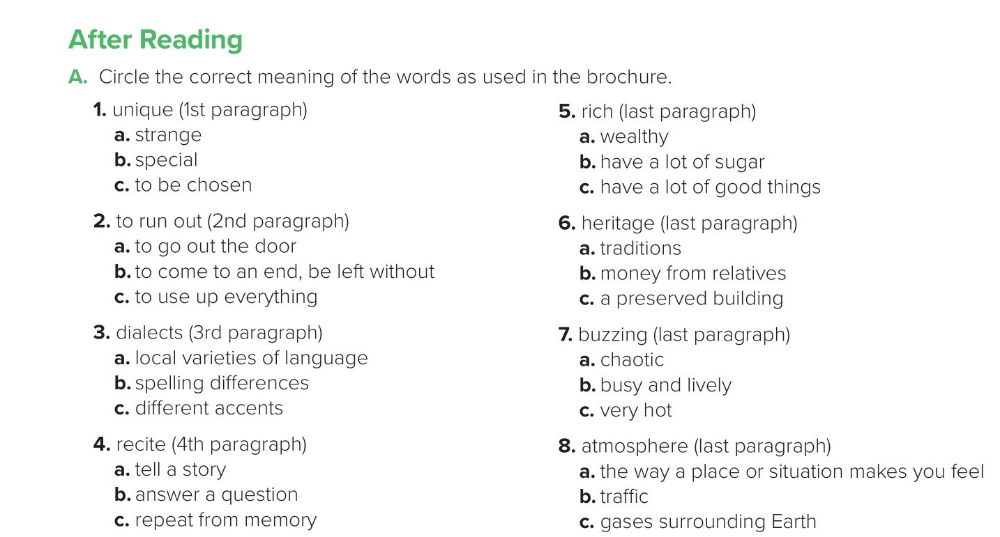 After Reading
A. Circle the correct meaning of the words as used in the brochure.
1. unique (1st paragraph)
a. strange
b. special
c. to be chosen
2. to run out (2nd paragraph)
a. to go out the door
b. to come to an end, be left without
c. to use up everything
3. dialects (3rd paragraph)
a. local varieties of language
b. spelling differences
c. different accents
4. recite (4th paragraph)
a. tell a story
b. answer a question
c. repeat from memory
5. rich (last paragraph)
a. wealthy
b. have a lot of sugar
c. have a lot of good things
6. heritage (last paragraph)
a. traditions
b. money from relatives
c. a preserved building
7. buzzing (last paragraph)
a. chaotic
b. busy and lively
c. very hot
8. atmosphere (last paragraph)
a. the way a place or situation makes you feel
b. traffic
c. gases surrounding Earth